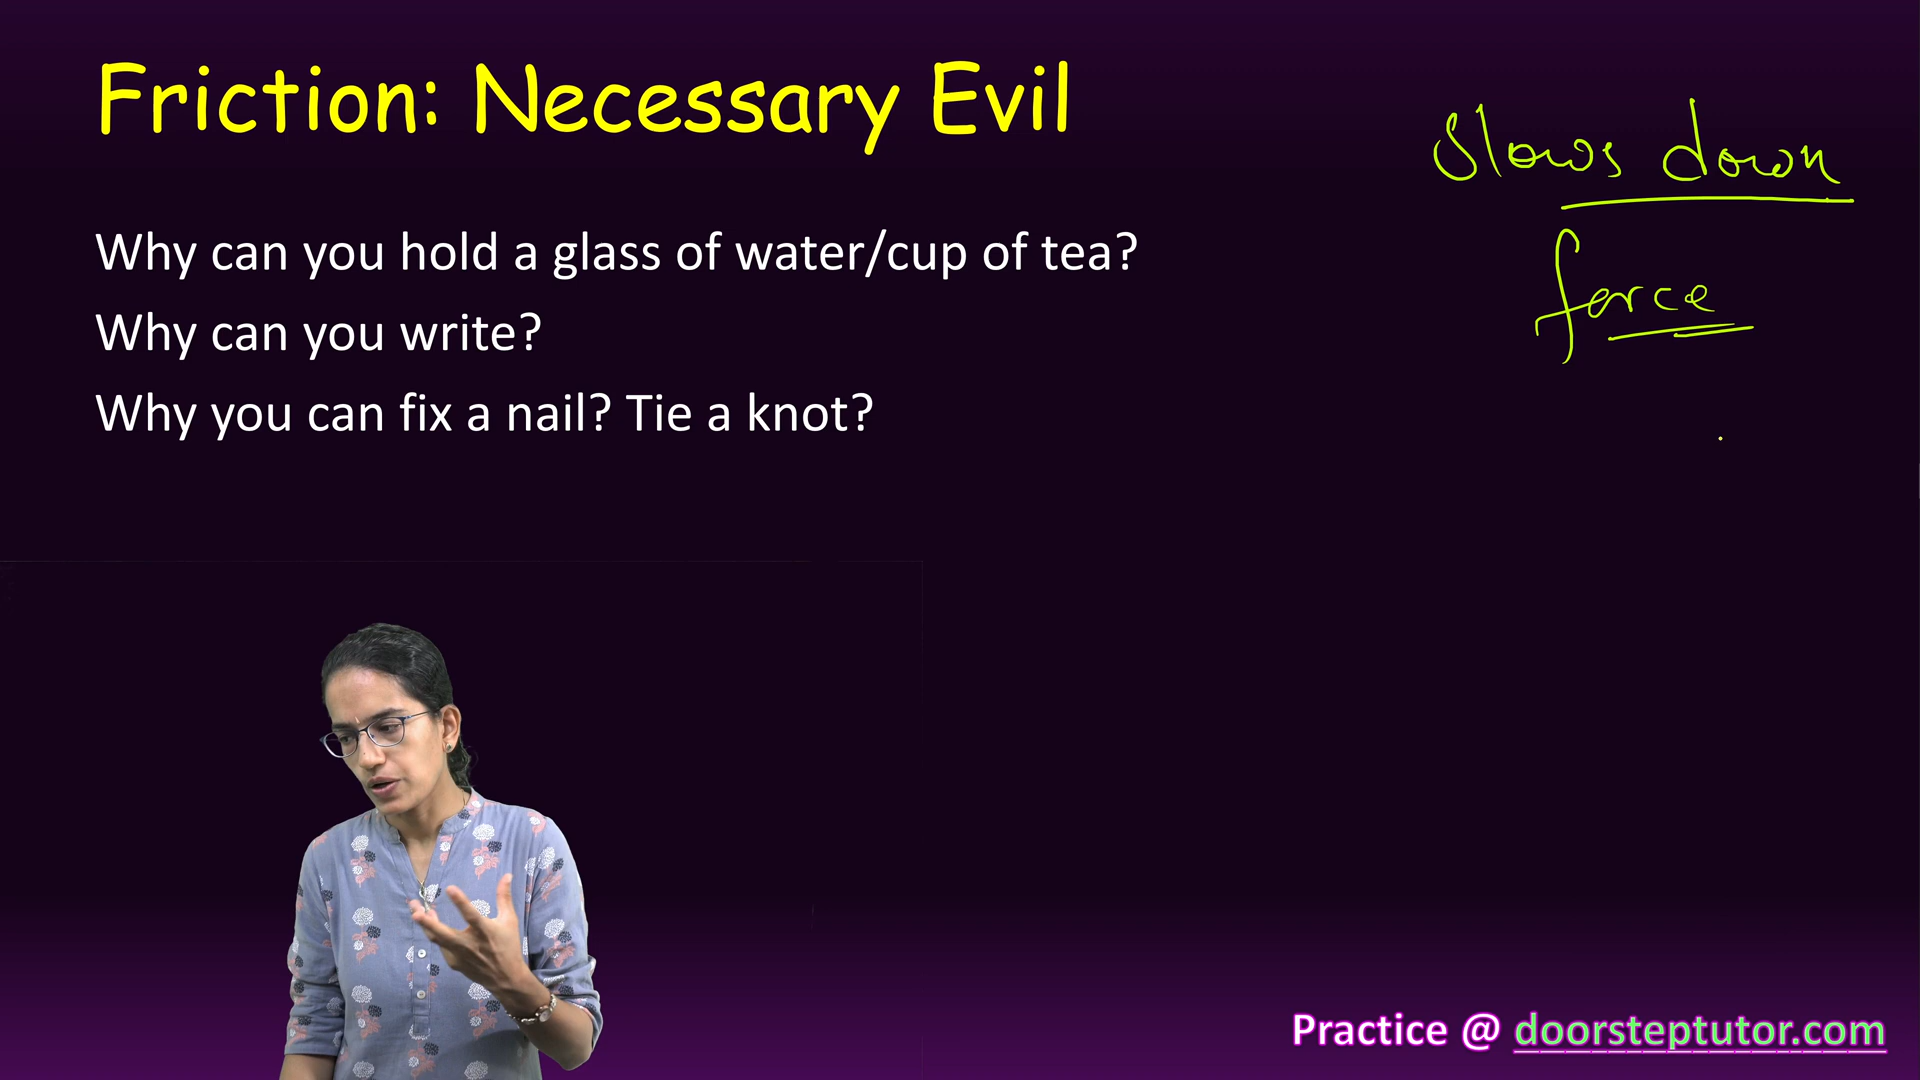 Friction: Necessary Evil
Slows down
force
Why can you hold a glass of water/cup of tea?
Why can you write?
Why you can fix a nail? Tie a knot?
Practice @ doorsteptutor.com